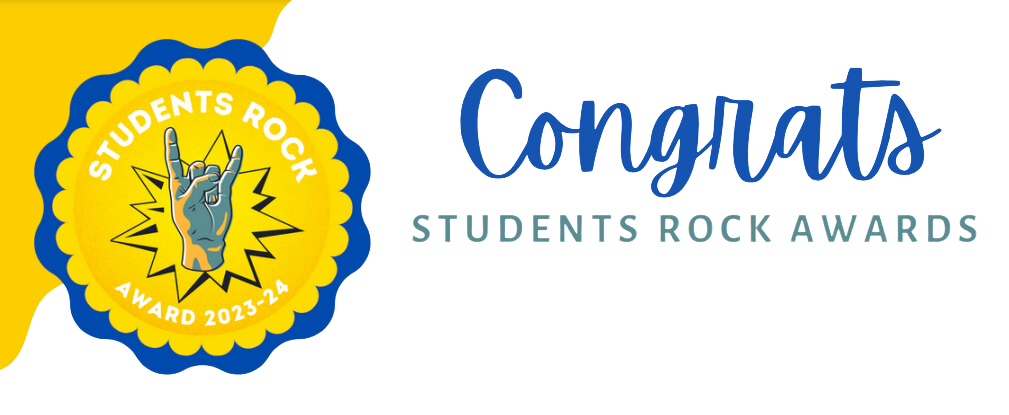 STUDENTS ROCK
AWARD 2023-24
Congrats
STUDENTS ROCK AWARDS